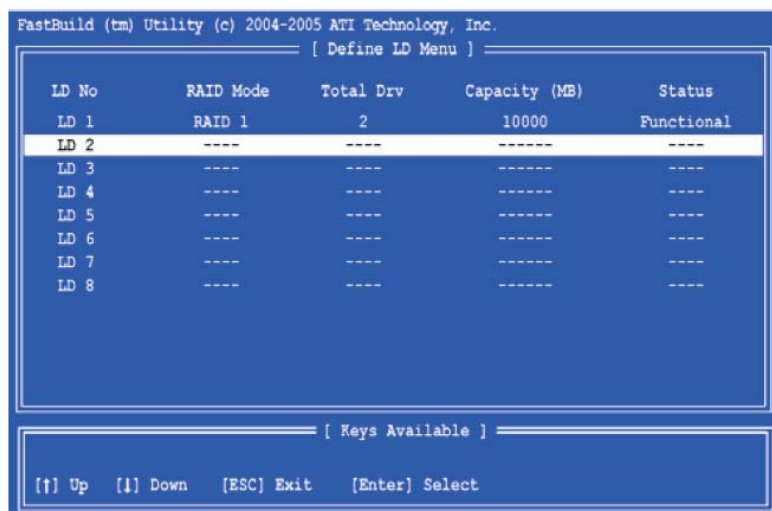 FastBuild (tm) Utility (c) 2004-2005 ATI Technology, Inc.
[ Define LD Menu ]
LD No RAID Mode Total Drv Capacity (MB) Status
LD 1 RAID 1 2 10000 Functional
LD 2 ---- ---- ------ ----
LD 3 ---- ---- ------ ----
LD 4 ---- ---- ------ ----
LD 5 ---- ---- ------ ----
LD 6 ---- ---- ------ ----
LD 7 ---- ---- ------ ----
LD 8 ---- ---- ------ ----
[ Keys Available ]
[↑] Up [↓] Down [ESC] Exit [Enter] Select